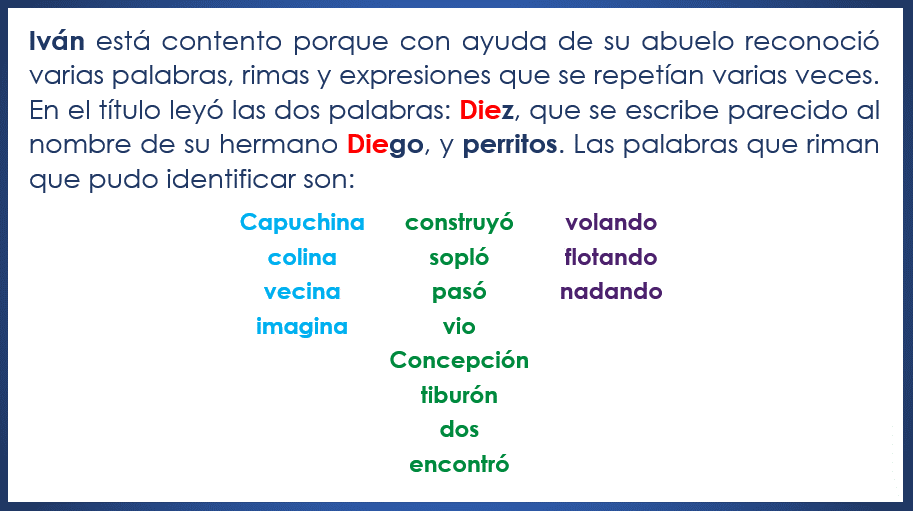 Iván está contento porque con ayuda de su abuelo reconoció
varias palabras, rimas y expresiones que se repetían varias veces.
En el título leyó las dos palabras: Diez, que se escribe parecido al
nombre de su hermano Diego, y perritos. Las palabras que riman
que pudo identificar son:
Capuchina construyó volando
colina sopló flotando
vecina pasó nadando
imagina vio
Concepción
tiburón
dos
encontró